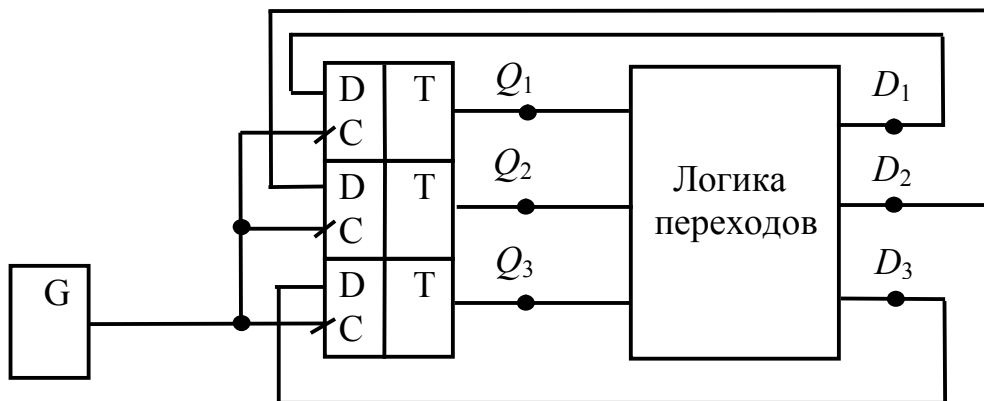 D T Q₁ D₁
C
D T Q₂ Логика D₂
C переходов
G D T Q₃ D₃
C